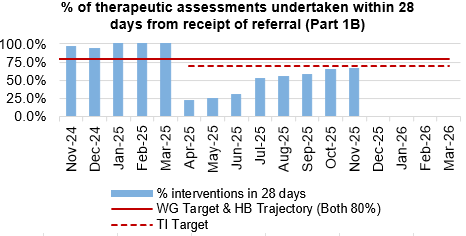 % of therapeutic assessments undertaken within 28
days from receipt of referral (Part 1B)
100.0%
75.0%
50.0%
25.0%
0.0%
Nov-24
Dec-24
Jan-25
Feb-25
Mar-25
Apr-25
May-25
Jun-25
Jul-25
Aug-25
Sep-25
Oct-25
Nov-25
Dec-25
Jan-26
Feb-26
Mar-26
% interventions in 28 days
WG Target & HB Trajectory (Both 80%)
TI Target